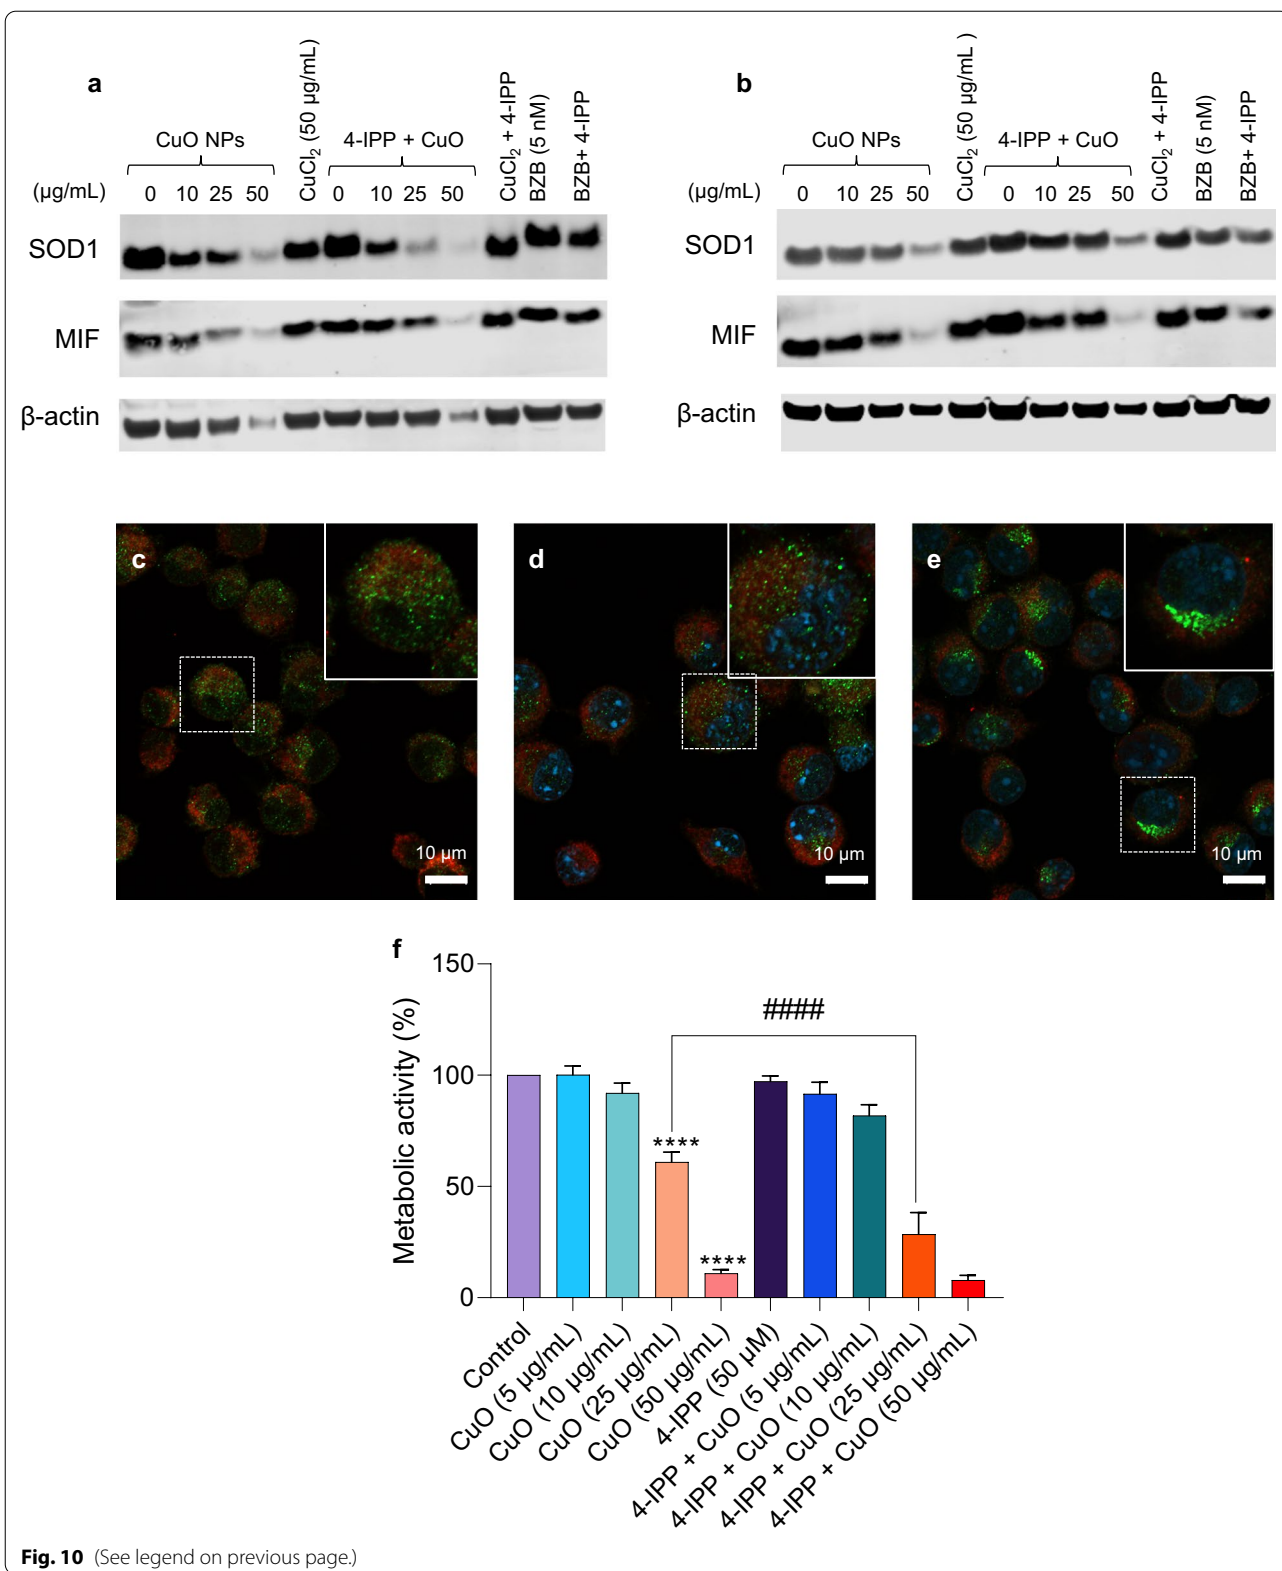 a
CuO NPs
CuCl2 (50 µg/mL)
4-IPP + CuO
CuCl2 + 4-IPP
BZB (5 nM)
BZB+ 4-IPP
(µg/mL)
0 10 25 50 0 10 25 50
SOD1
MIF
β-actin
b
CuO NPs
CuCl2 (50 µg/mL )
4-IPP + CuO
CuCl2 + 4-IPP
BZB (5 nM)
BZB+ 4-IPP
(µg/mL)
0 10 25 50 0 10 25 50
SOD1
MIF
β-actin
c
10 µm
d
10 µm
e
10 µm
f
Metabolic activity (%)
150
100
50
0
####
****
****
Control
CuO (5 µg/mL)
CuO (10 µg/mL)
CuO (25 µg/mL)
CuO (50 µg/mL)
4-IPP (50 µM)
4-IPP + CuO (5 µg/mL)
4-IPP + CuO (10 µg/mL)
4-IPP + CuO (25 µg/mL)
4-IPP + CuO (50 µg/mL)
Fig. 10 (See legend on previous page.)